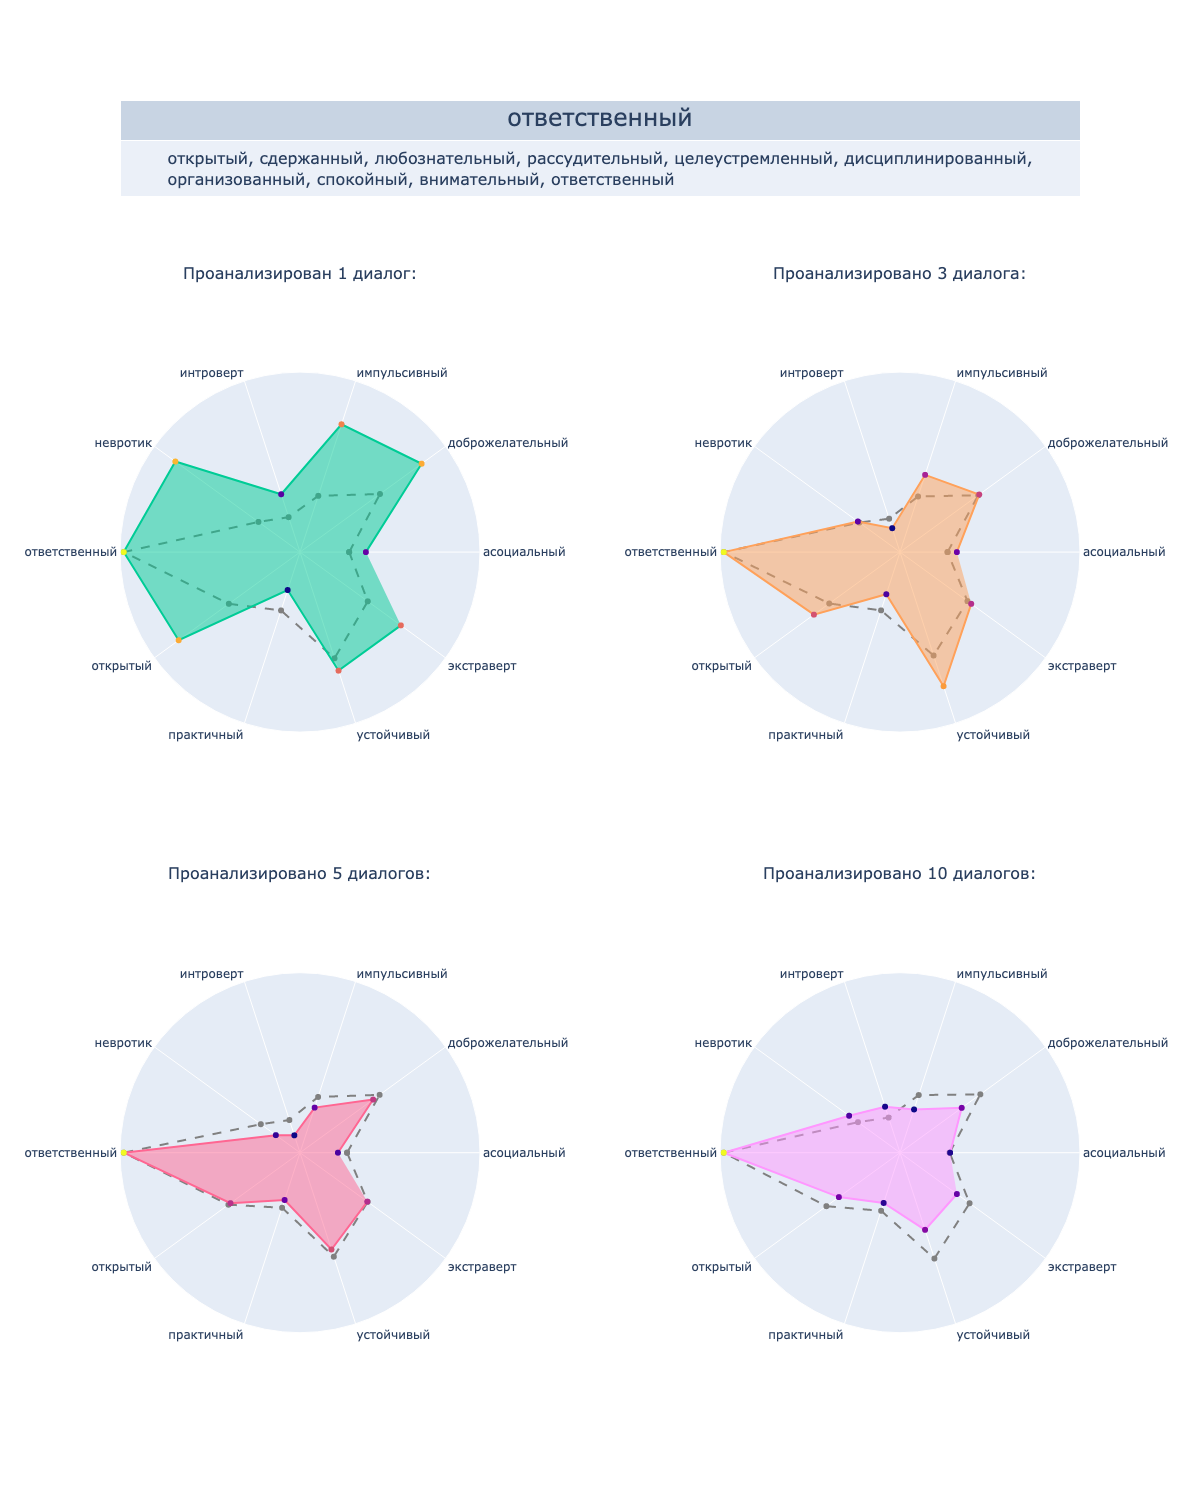 ответственный
открытый, сдержанный, любознательный, рассудительный, целеустремленный, дисциплинированный,
организованный, спокойный, внимательный, ответственный
Проанализирован 1 диалог:
интроверт
импульсивный
невротик
доброжелательный
ответственный
асоциальный
открытый
экстраверт
практичный
устойчивый
Проанализировано 3 диалога:
интроверт
импульсивный
невротик
доброжелательный
ответственный
асоциальный
открытый
экстраверт
практичный
устойчивый
Проанализировано 5 диалогов:
интроверт
импульсивный
невротик
доброжелательный
ответственный
асоциальный
открытый
экстраверт
практичный
устойчивый
Проанализировано 10 диалогов:
интроверт
импульсивный
невротик
доброжелательный
ответственный
асоциальный
открытый
экстраверт
практичный
устойчивый